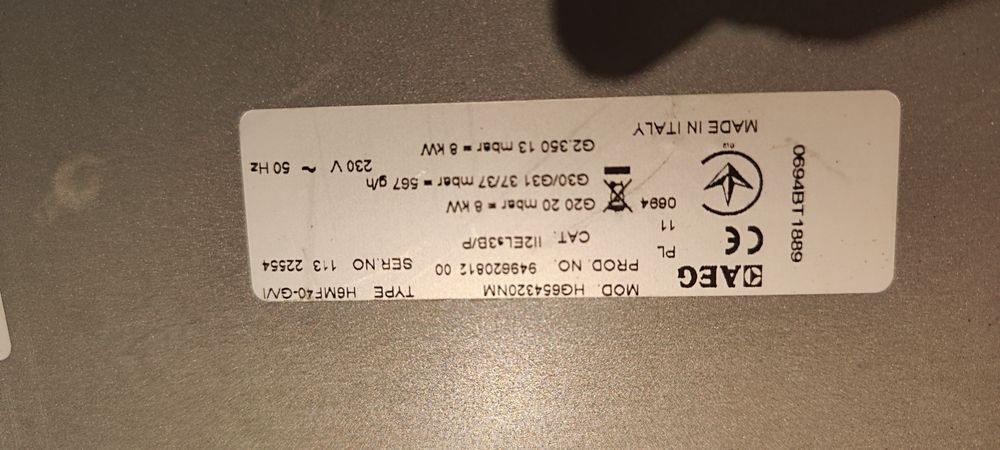 AEG
MOD. HG654320NM TYPE H6MF40-G/VI
PROD. NO. 949620812 00 SER.NO 113 22554
CE
PL
11
CAT. II2ELs3B/P
0694
G20 20 mbar = 8 kW
G30/G31 37/37 mbar = 567 g/h
G2.350 13 mbar = 8 kW
230 V ~ 50 Hz
MADE IN ITALY
0694BT1889